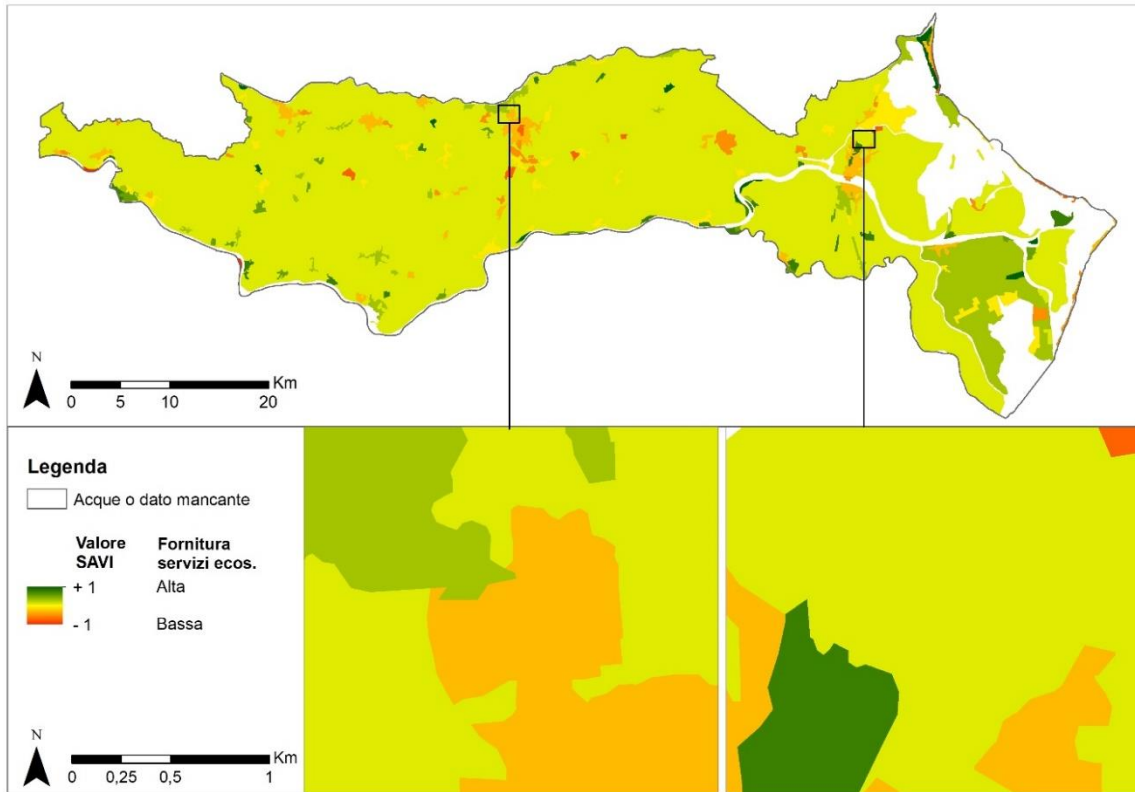 N
Km
0 5 10 20
Legenda
Acque o dato mancante
Valore SAVI
Fornitura servizi ecos.
+ 1 Alta
- 1 Bassa
N
Km
0 0,25 0,5 1